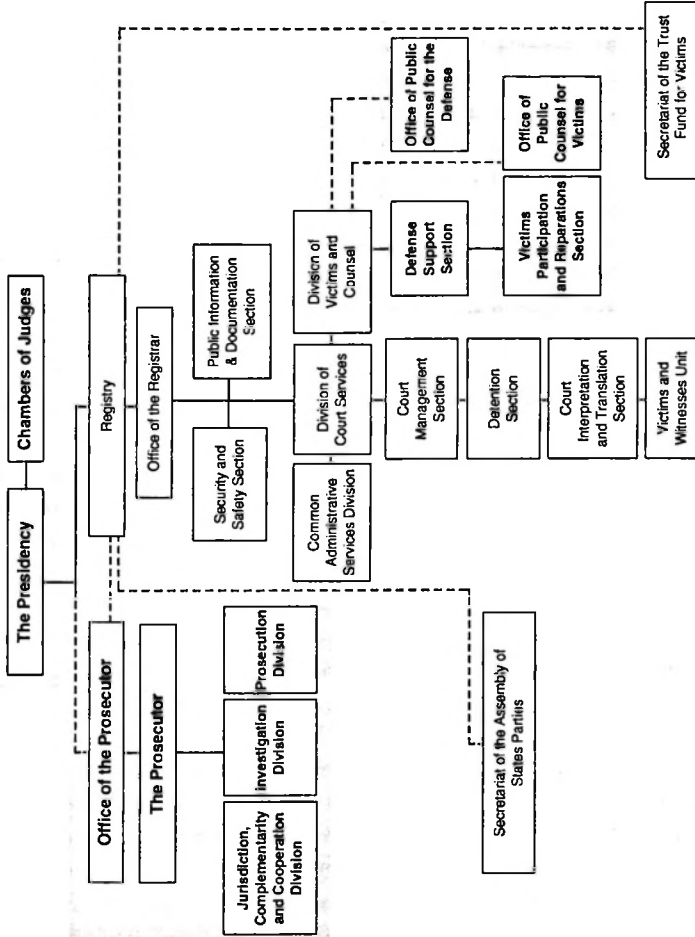 The Presidency
Chambers of Judges
Office of the Prosecutor
Registry
The Prosecutor
Office of the Registrar
Jurisdiction,
Complementarity
and Cooperation
Division
Investigation
Division
Prosecution
Division
Security and
Safety Section
Public Information
& Documentation
Section
Common
Administrative
Services Division
Division of
Court Services
Division of
Victims and
Counsel
Office of Public
Counsel for the
Defense
Court
Management
Section
Defense
Support
Section
Detention
Section
Victims
Participation
and Reparations
Section
Office of
Public
Counsel for
Victims
Court
Interpretation
and Translation
Section
Victims and
Witnesses Unit
Secretariat of the Assembly of
States Parties
Secretariat of the Trust
Fund for Victims